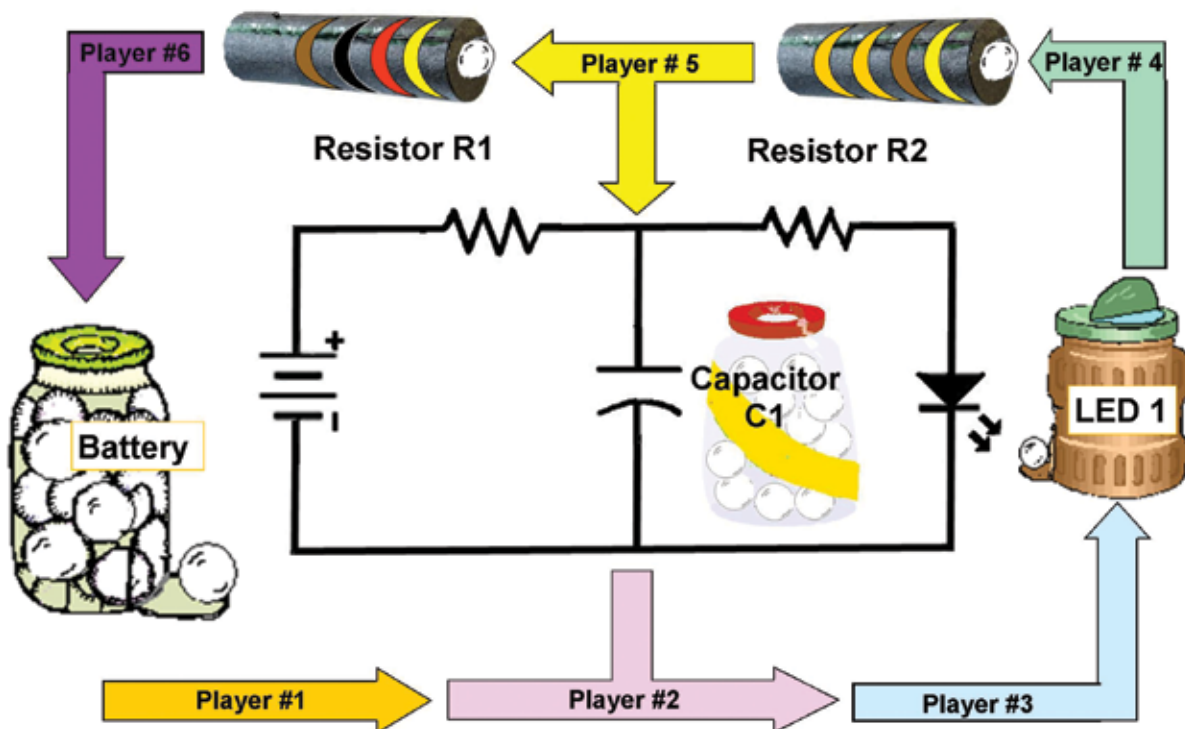 Player #6
Player # 5
Player # 4
Resistor R1
Resistor R2
+
Capacitor
C1
Battery
LED 1
Player #1
Player #2
Player #3